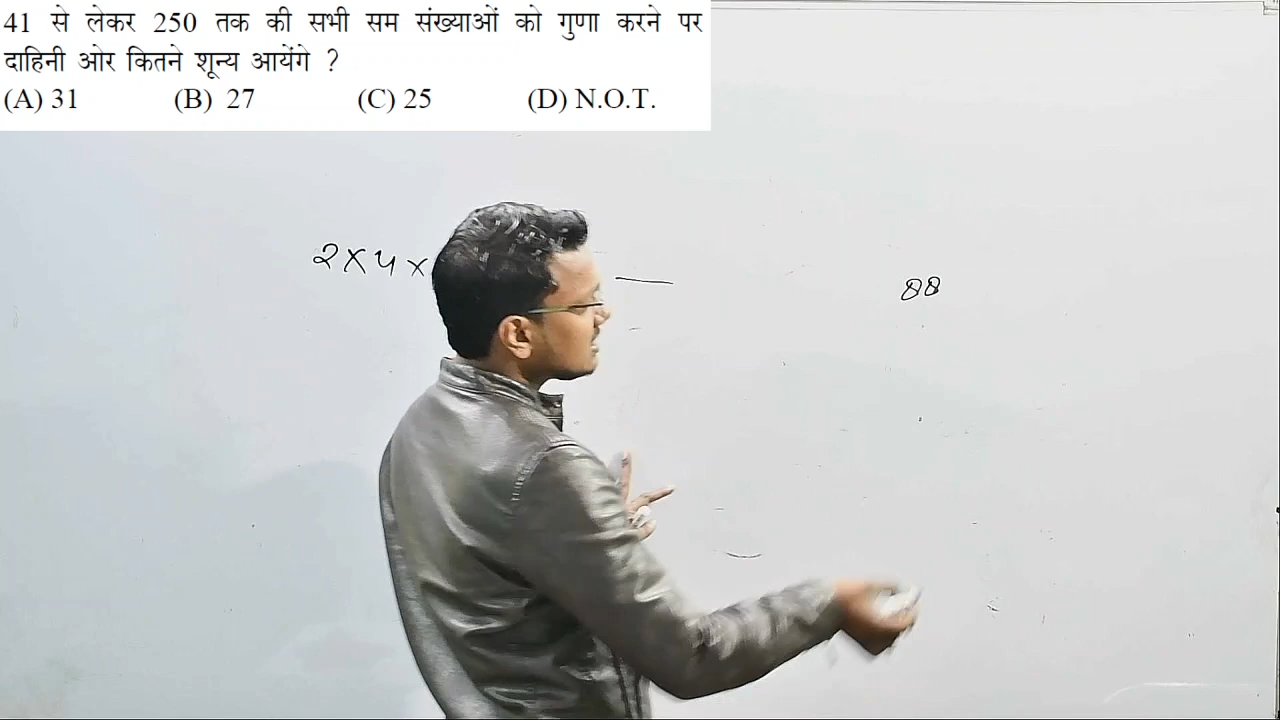 41 से लेकर 250 तक की सभी सम संख्याओं को गुणा करने पर
दाहिनी ओर कितने शून्य आयेंगे ?
(A) 31 (B) 27 (C) 25 (D) N.O.T.
2×4×
88